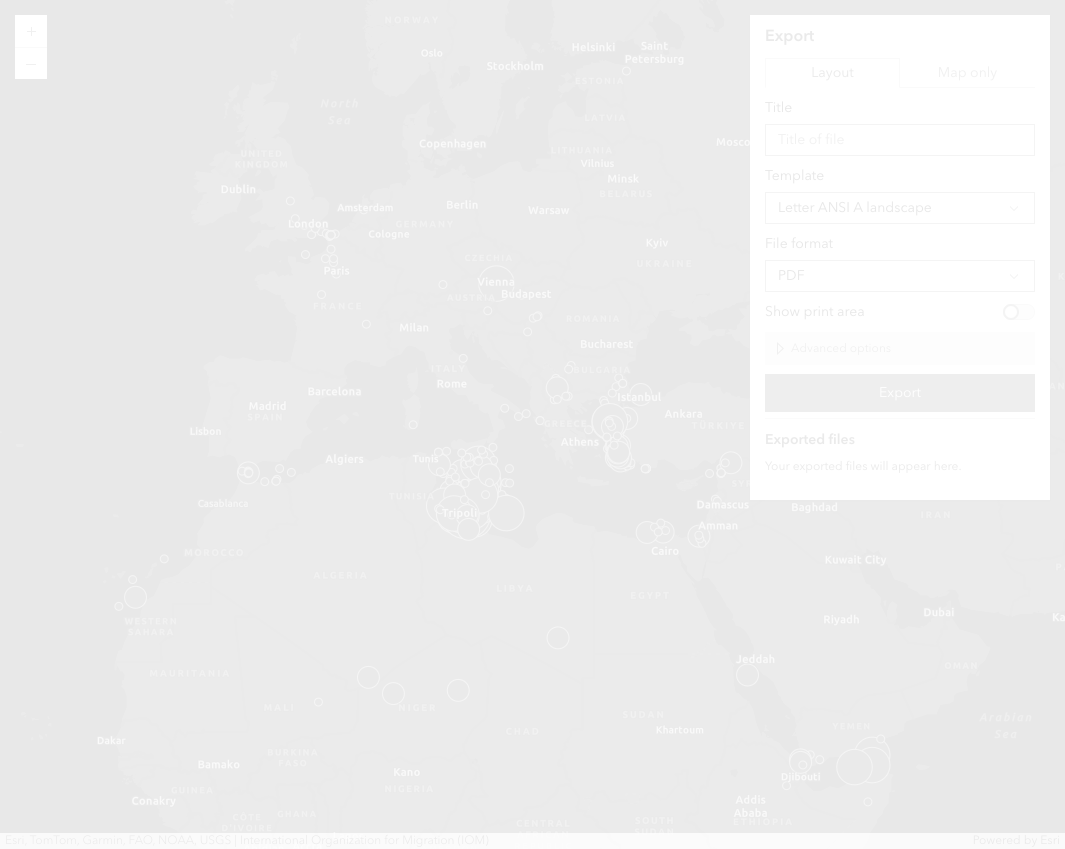 +
−
Export
Layout
Map only
Title
Title of file
Template
Letter ANSI A landscape
File format
PDF
Show print area
Advanced options
Export
Exported files
Your exported files will appear here.
NORWAY
Oslo
Helsinki
Saint
Petersburg
Stockholm
ESTONIA
North
Sea
LATVIA
Copenhagen
Mosco
UNITED
KINGDOM
LITHUANIA
Vilnius
Minsk
Dublin
BELARUS
Amsterdam
Berlin
Warsaw
London
GERMANY
Cologne
Kyiv
CZECHIA
UKRAINE
Paris
Vienna
AUSTRIA
Budapest
FRANCE
ROMANIA
Milan
Bucharest
ITALY
BULGARIA
Rome
Barcelona
Istanbul
Madrid
SPAIN
Ankara
GREECE
TÜRKIYE
Lisbon
Athens
Algiers
Tunis
SYR
TUNISIA
Casablanca
Damascus
Baghdad
Tripoli
IRAN
Amman
MOROCCO
Cairo
Kuwait City
ALGERIA
LIBYA
EGYPT
Dubai
WESTERN
SAHARA
Riyadh
Ka
Jeddah
OMAN
MAURITANIA
MALI
NIGER
SUDAN
Arabian
Sea
CHAD
Khartoum
YEMEN
Dakar
BURKINA
FASO
Bamako
Kano
Djibouti
GUINEA
NIGERIA
Conakry
Addis
Ababa
GHANA
CÔTE
D'IVOIRE
CENTRAL
SOUTH
SUDAN
ETHIOPIA
Esri, TomTom, Garmin, FAO, NOAA, USGS | International Organization for Migration (IOM)
Powered by Esri